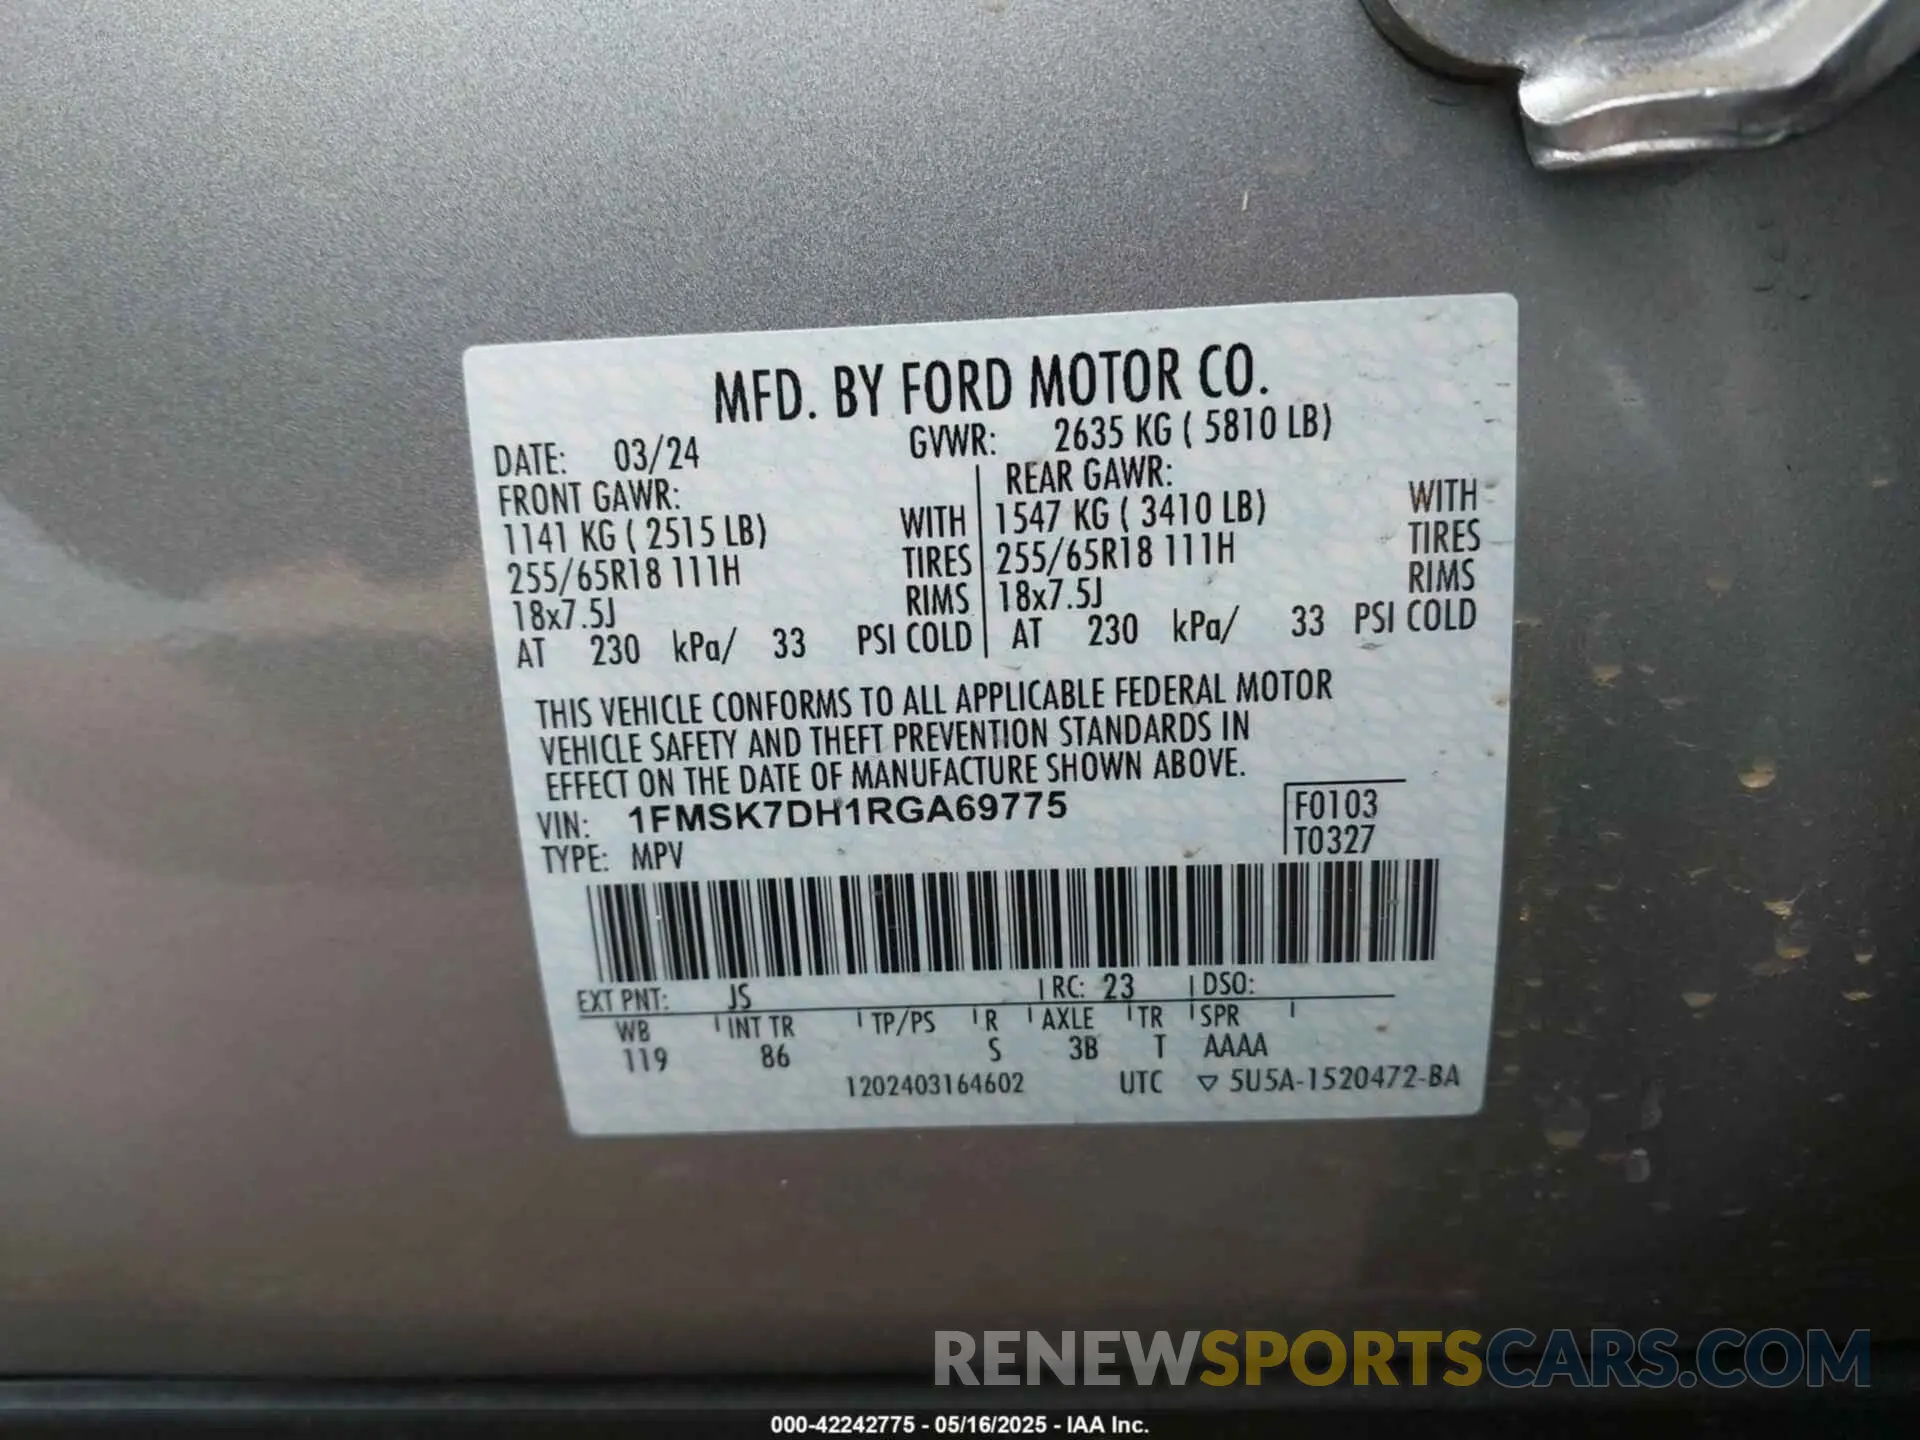 MFD. BY FORD MOTOR CO.
DATE: 03/24 GVWR: 2635 KG ( 5810 LB)
FRONT GAWR: REAR GAWR:
1141 KG ( 2515 LB) WITH 1547 KG ( 3410 LB) WITH
255/65R18 111H TIRES 255/65R18 111H TIRES
18x7.5J RIMS 18x7.5J RIMS
AT 230 kPa/ 33 PSI COLD AT 230 kPa/ 33 PSI COLD
THIS VEHICLE CONFORMS TO ALL APPLICABLE FEDERAL MOTOR
VEHICLE SAFETY AND THEFT PREVENTION STANDARDS IN
EFFECT ON THE DATE OF MANUFACTURE SHOWN ABOVE.
VIN: 1FMSK7DH1RGA69775 F0103
TYPE: MPV T0327
EXT PNT: JS RC: 23 DSO:
WB INT TR TP/PS R AXLE TR SPR
119 86 S 3B T AAAA
1202403164602 UTC ▽ 5U5A-1520472-BA
RENEWSPORTSCARS.COM
000-42242775 - 05/16/2025 - IAA Inc.